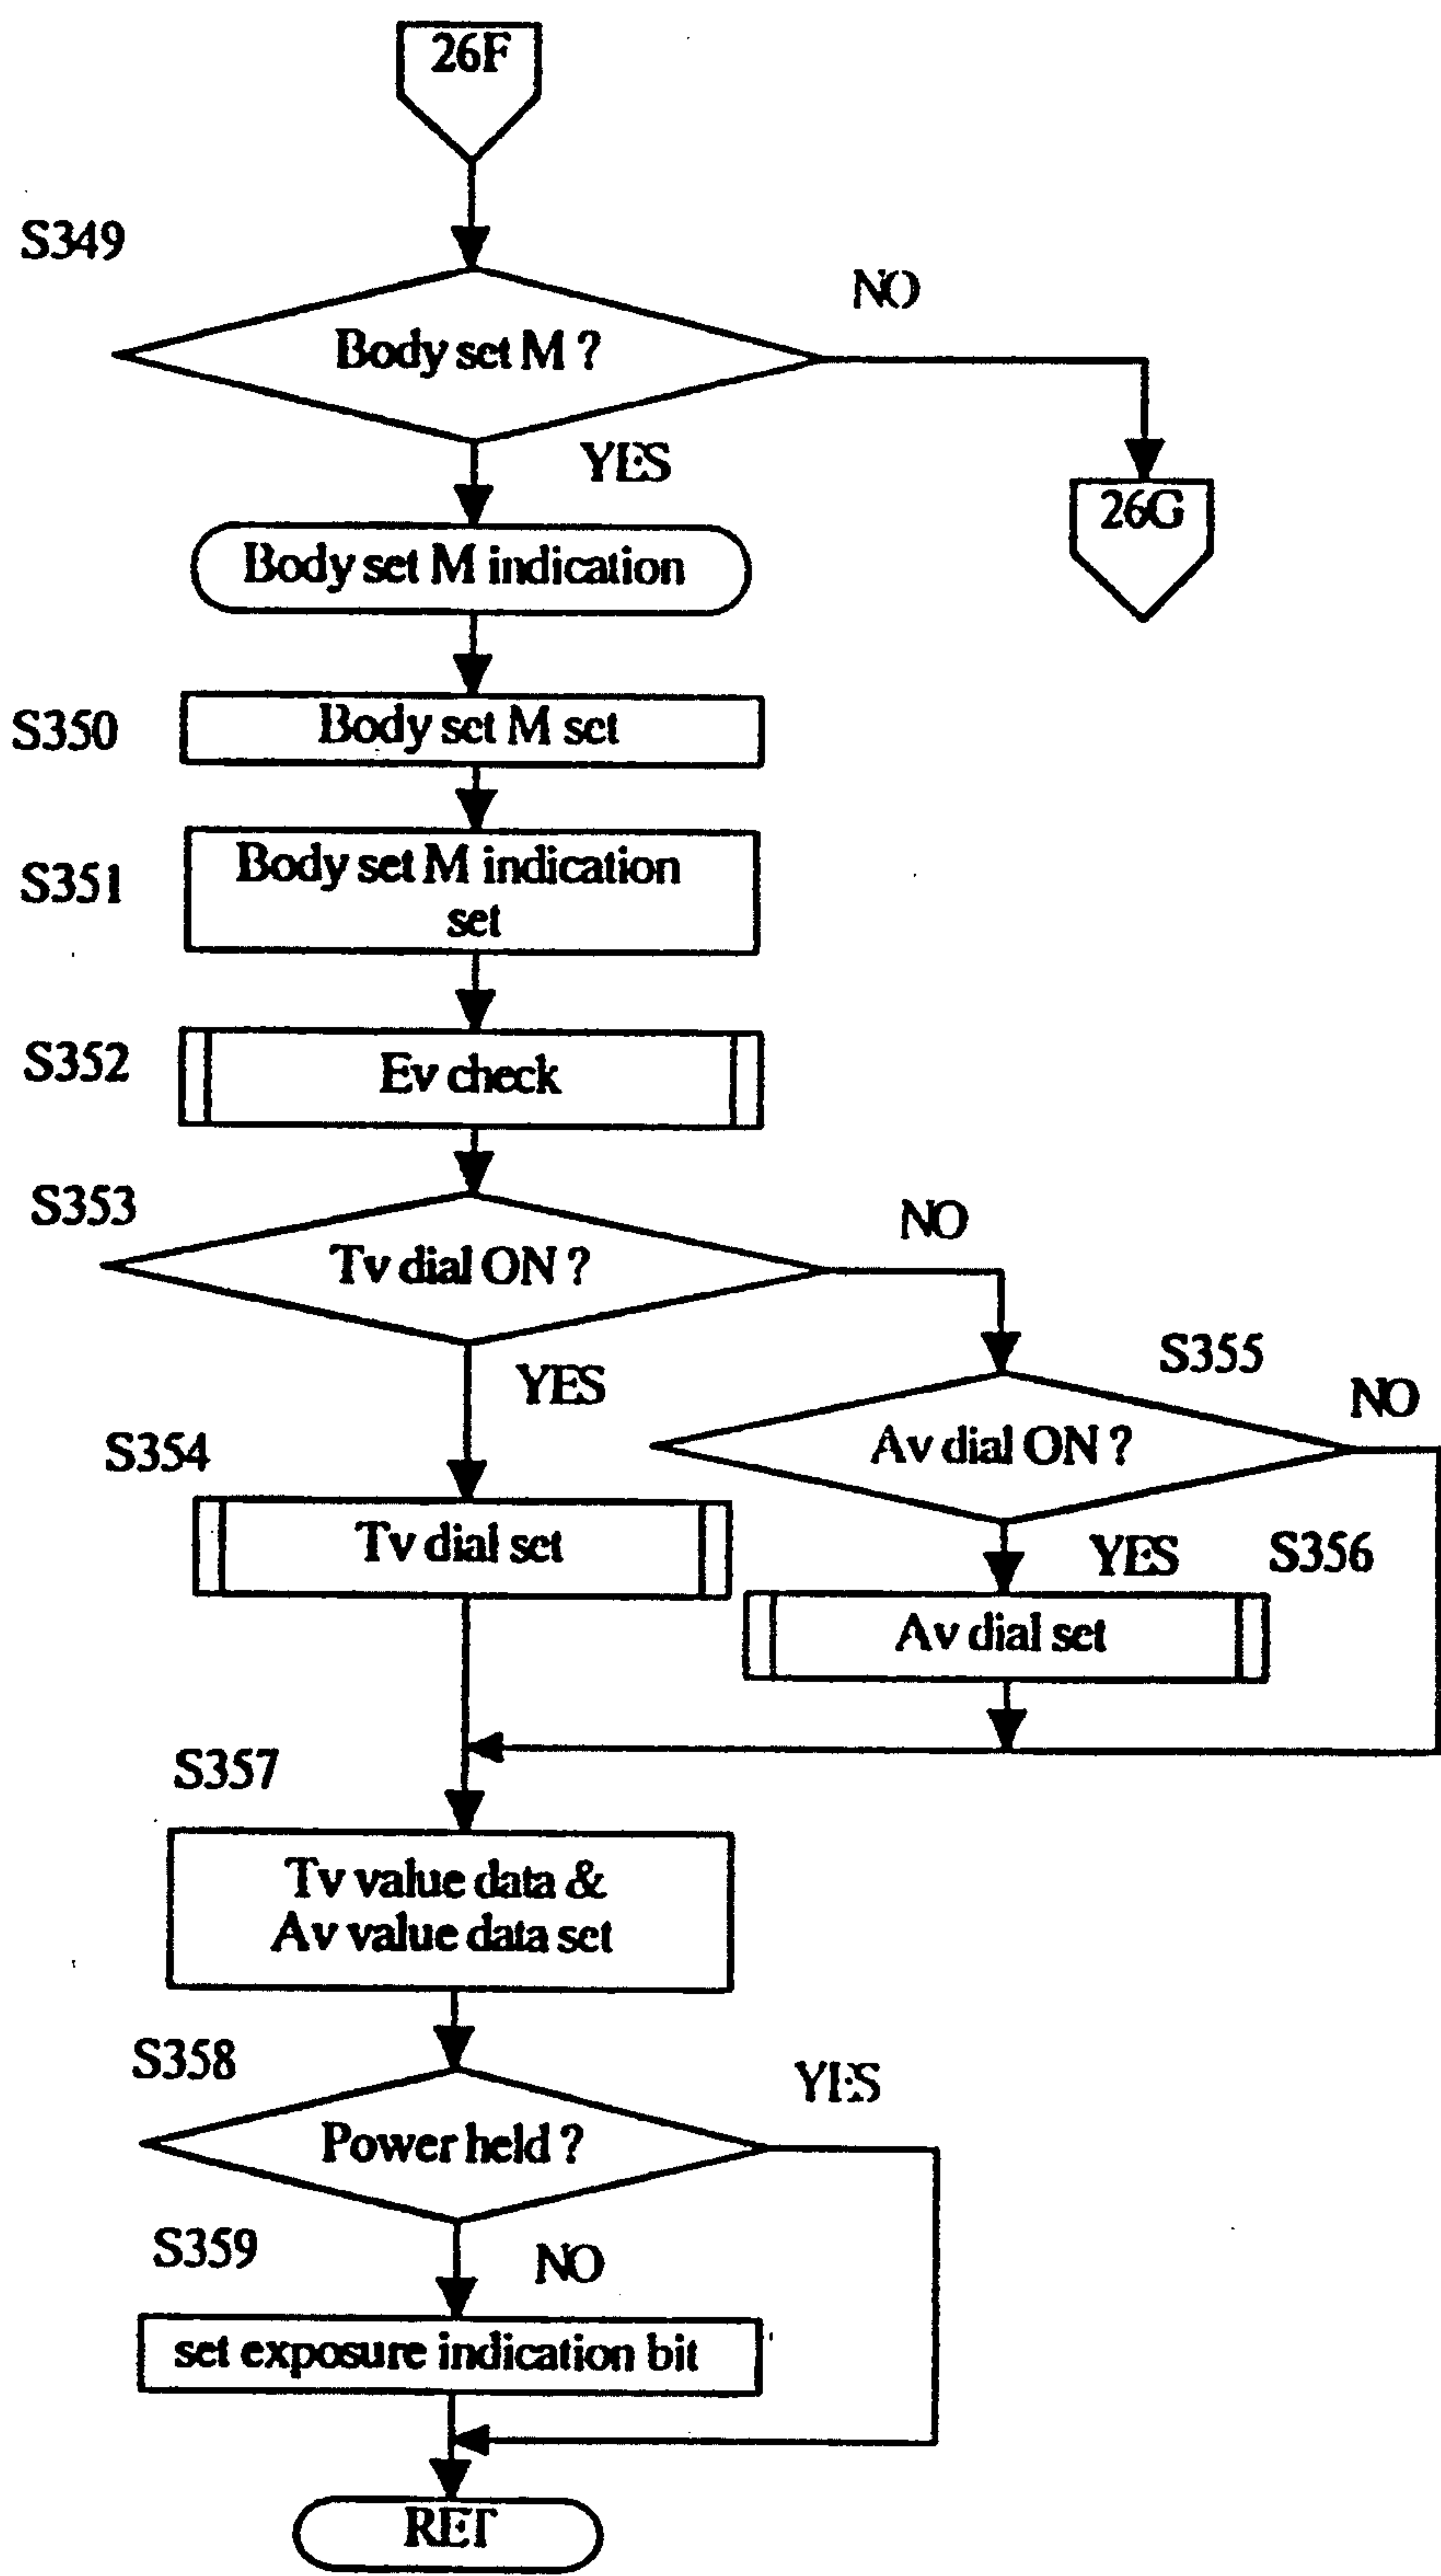 26F
S349
NO
Body set M ?
YES
26G
Body set M indication
S350
Body set M set
S351
Body set M indication
set
S352
Ev check
S353
NO
Tv dial ON ?
S355
YES
NO
Av dial ON ?
S354
Tv dial set
YES
S356
Av dial set
S357
Tv value data &
Av value data set
S358
YES
Power held ?
S359
NO
set exposure indication bit
RET